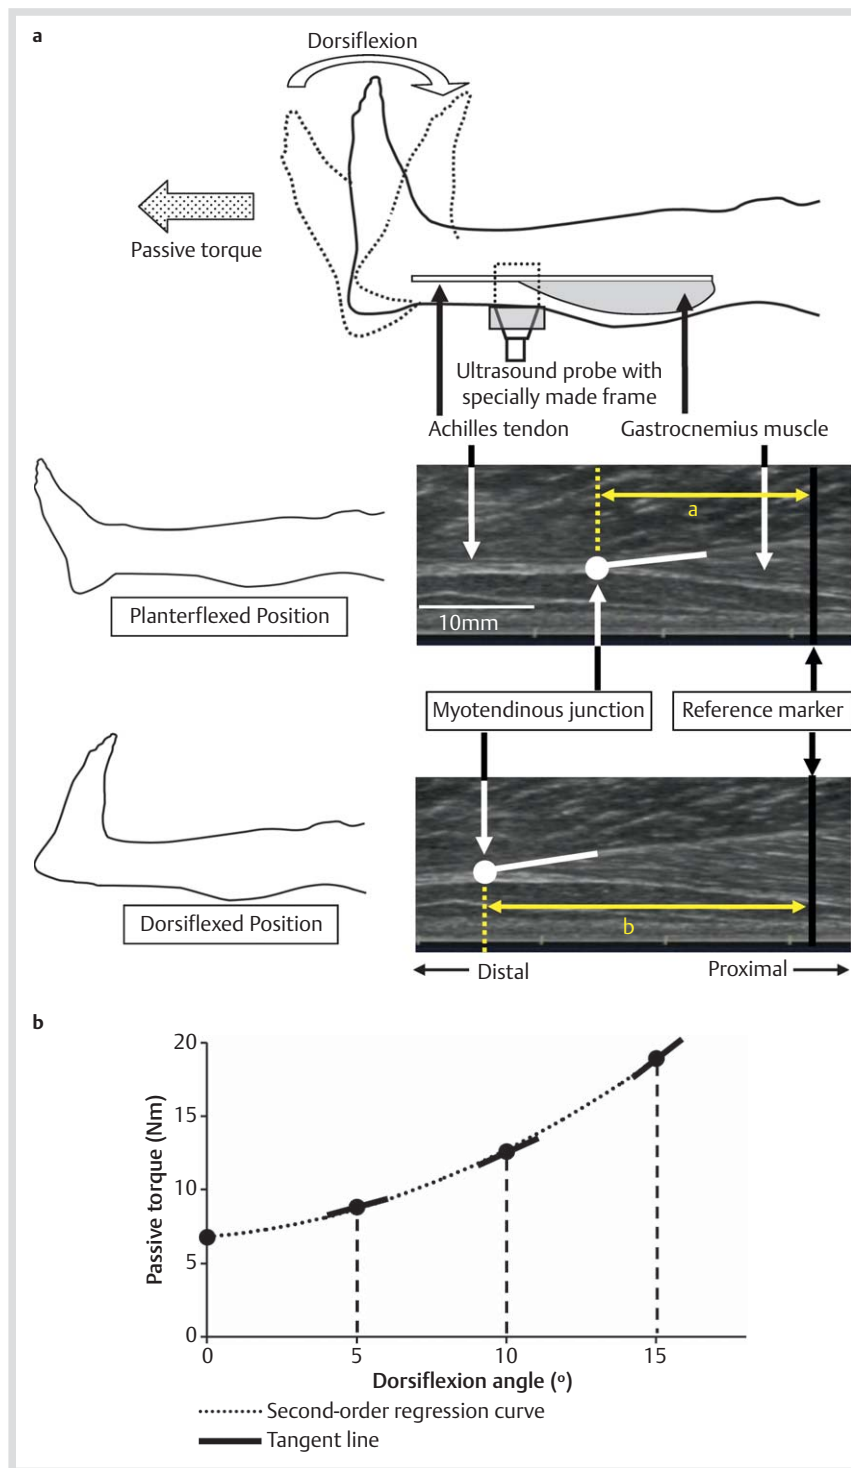 a
Dorsiflexion
Passive torque
Ultrasound probe with
specially made frame
Achilles tendon
Gastrocnemius muscle
a
10mm
Planterflexed Position
Myotendinous junction
Reference marker
b
Dorsiflexed Position
Distal
Proximal
b
Passive torque (Nm)
20
15
10
5
0
0 5 10 15
Dorsiflexion angle (º)
Second-order regression curve
Tangent line